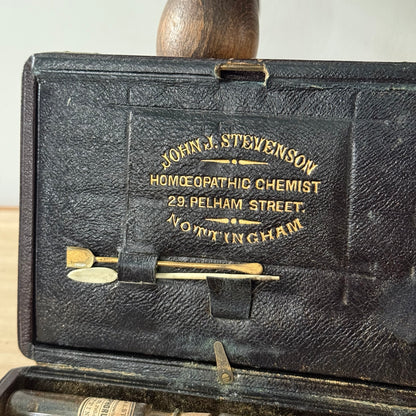 JOHN J. STEVENSON
HOMŒOPATHIC CHEMIST
29. PELHAM STREET.
NOTTINGHAM